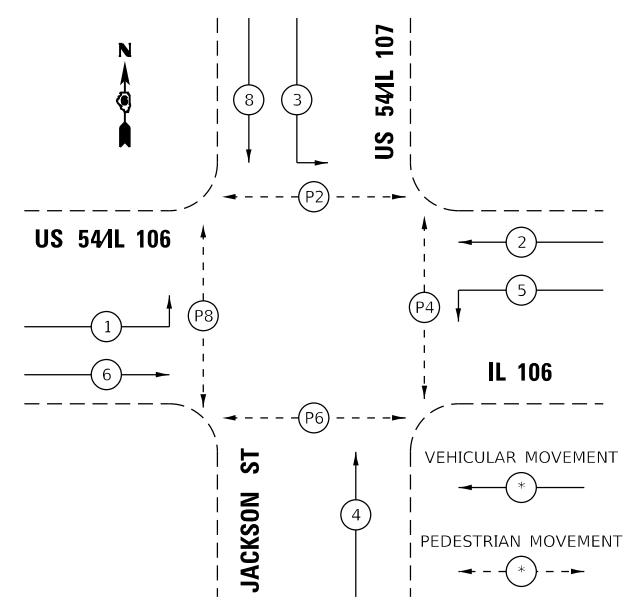 N
8
3
US 54/IL 107
P2
US 54/IL 106
2
5
P8
P4
1
6
IL 106
P6
JACKSON ST
4
VEHICULAR MOVEMENT
*
PEDESTRIAN MOVEMENT
*